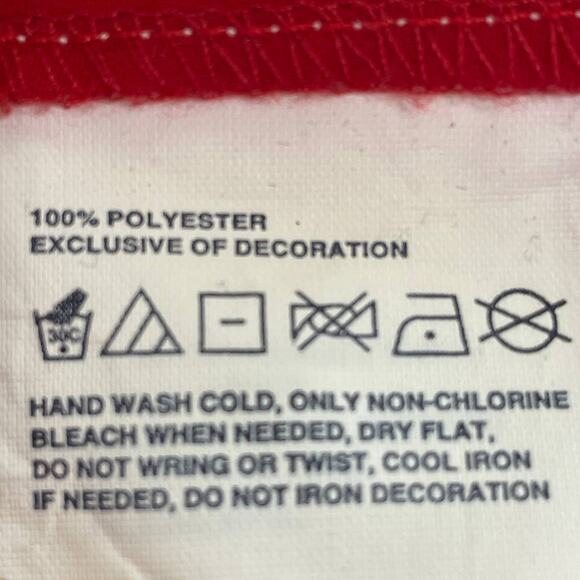 100% POLYESTER
EXCLUSIVE OF DECORATION
30C
HAND WASH COLD, ONLY NON-CHLORINE
BLEACH WHEN NEEDED, DRY FLAT,
DO NOT WRING OR TWIST, COOL IRON
IF NEEDED, DO NOT IRON DECORATION